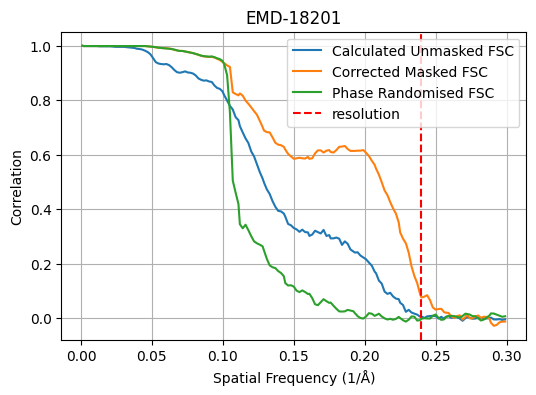 EMD-18201
Calculated Unmasked FSC
Corrected Masked FSC
Phase Randomised FSC
resolution
Correlation
1.0
0.8
0.6
0.4
0.2
0.0
0.00 0.05 0.10 0.15 0.20 0.25 0.30
Spatial Frequency (1/Å)